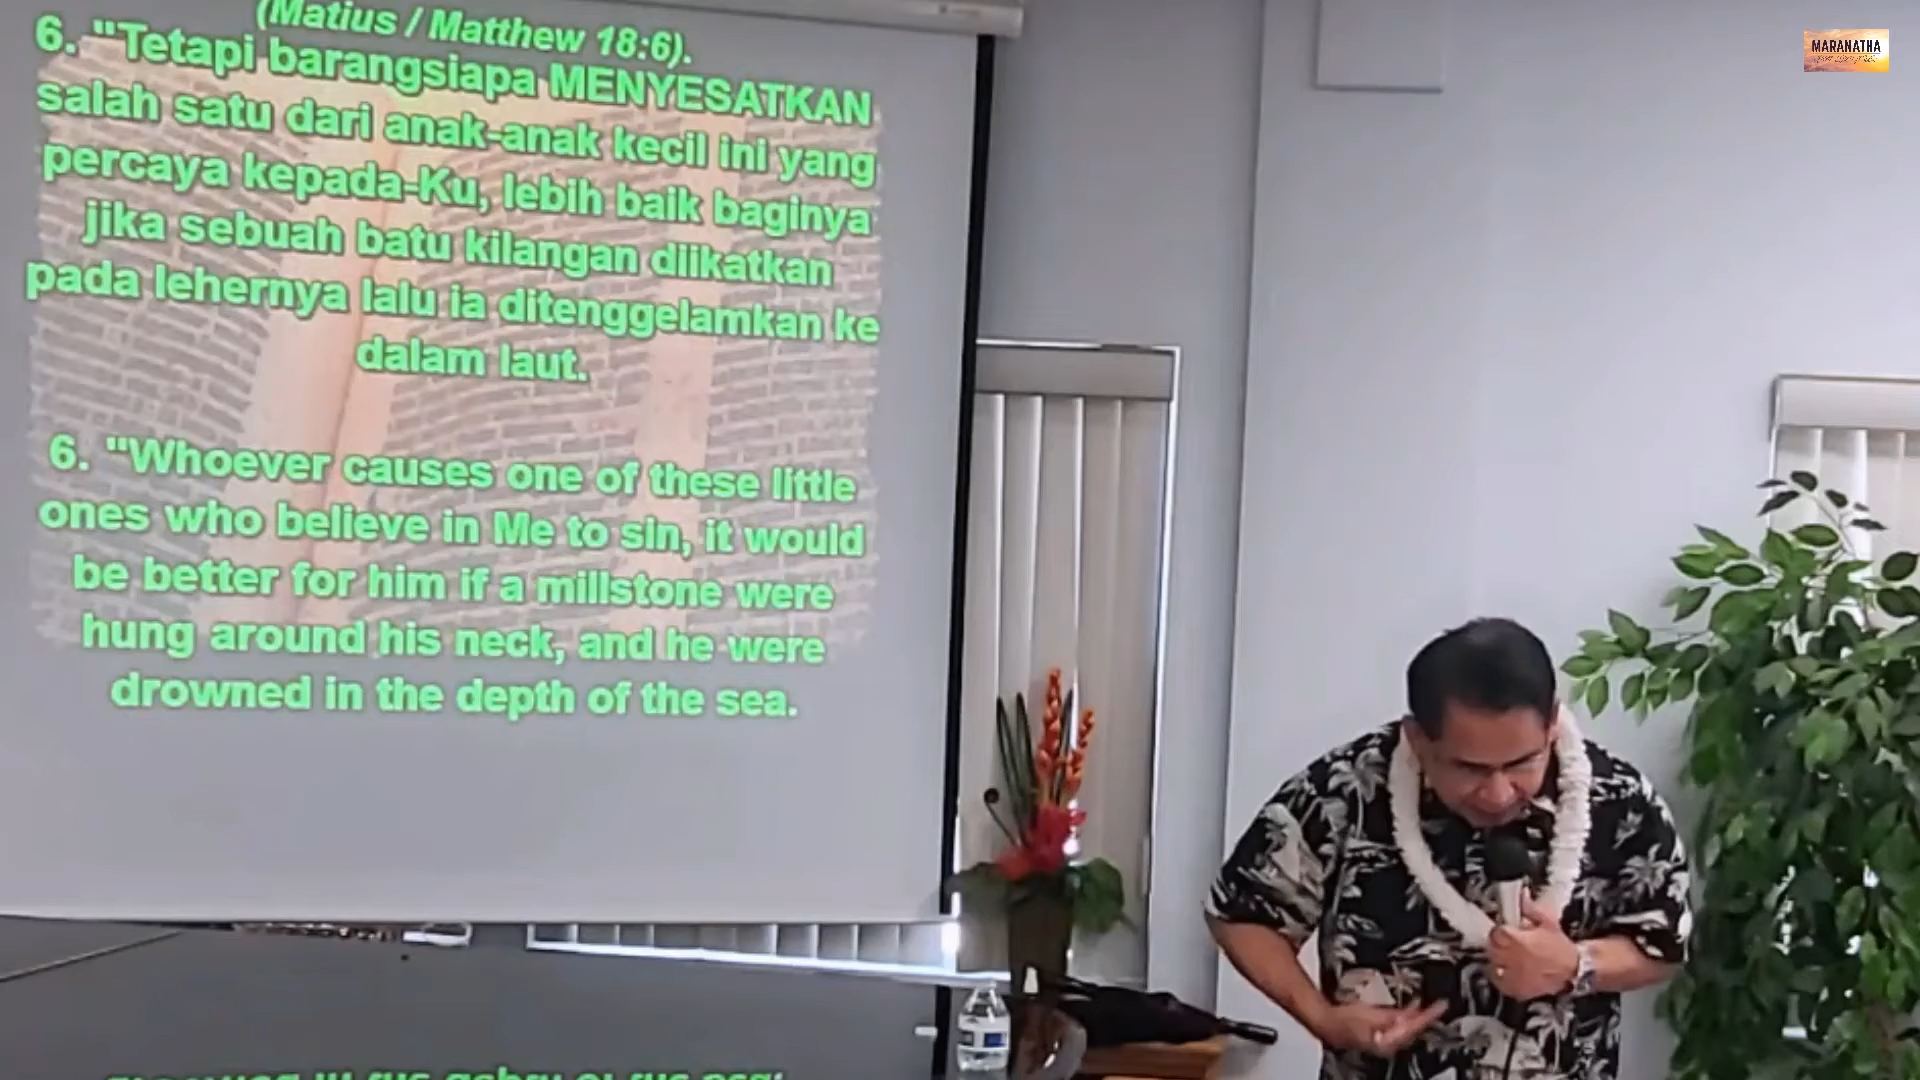 (Matius / Matthew 18:6).
6. "Tetapi barangsiapa MENYESATKAN
salah satu dari anak-anak kecil ini yang
percaya kepada-Ku, lebih baik baginya
jika sebuah batu kilangan diikatkan
pada lehernya lalu ia ditenggelamkan ke
dalam laut.
6. "Whoever causes one of these little
ones who believe in Me to sin, it would
be better for him if a millstone were
hung around his neck, and he were
drowned in the depth of the sea.
MARANATHA